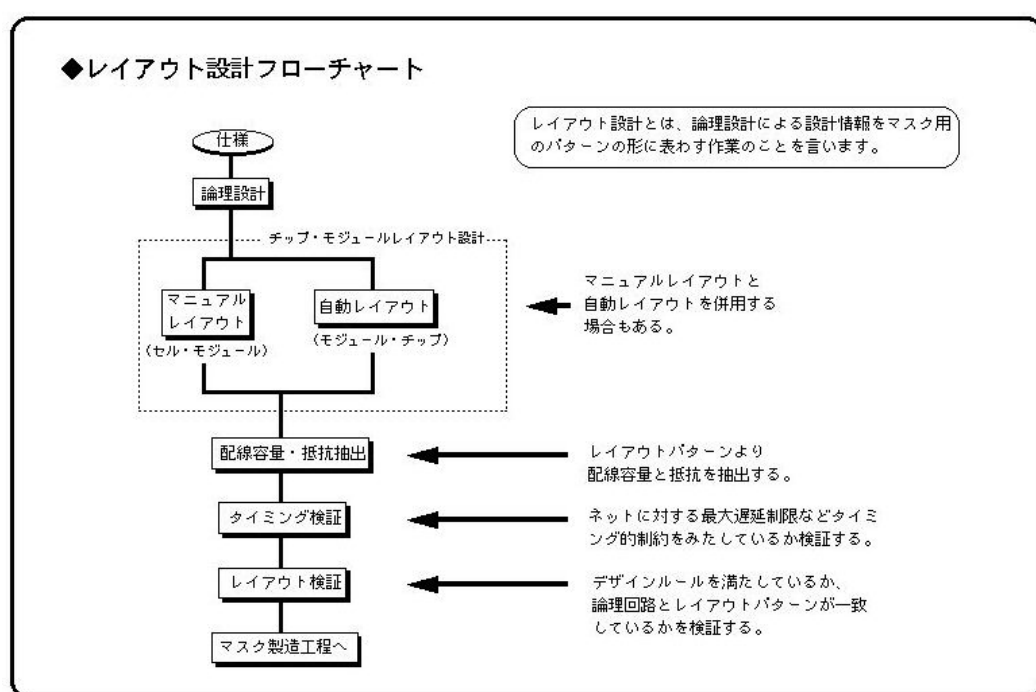 ◆レイアウト設計フローチャート
レイアウト設計とは、論理設計による設計情報をマスク用
のパターンの形に表わす作業のことを言います。
仕様
論理設計
チップ・モジュールレイアウト設計
マニュアル
レイアウト
(セル・モジュール)
自動レイアウト
(モジュール・チップ)
マニュアルレイアウトと
自動レイアウトを併用する
場合もある。
配線容量・抵抗抽出
レイアウトパターンより
配線容量と抵抗を抽出する。
タイミング検証
ネットに対する最大遅延制限などタイミ
ング的制約をみたしているか検証する。
レイアウト検証
デザインルールを満たしているか、
論理回路とレイアウトパターンが一致
しているかを検証する。
マスク製造工程へ